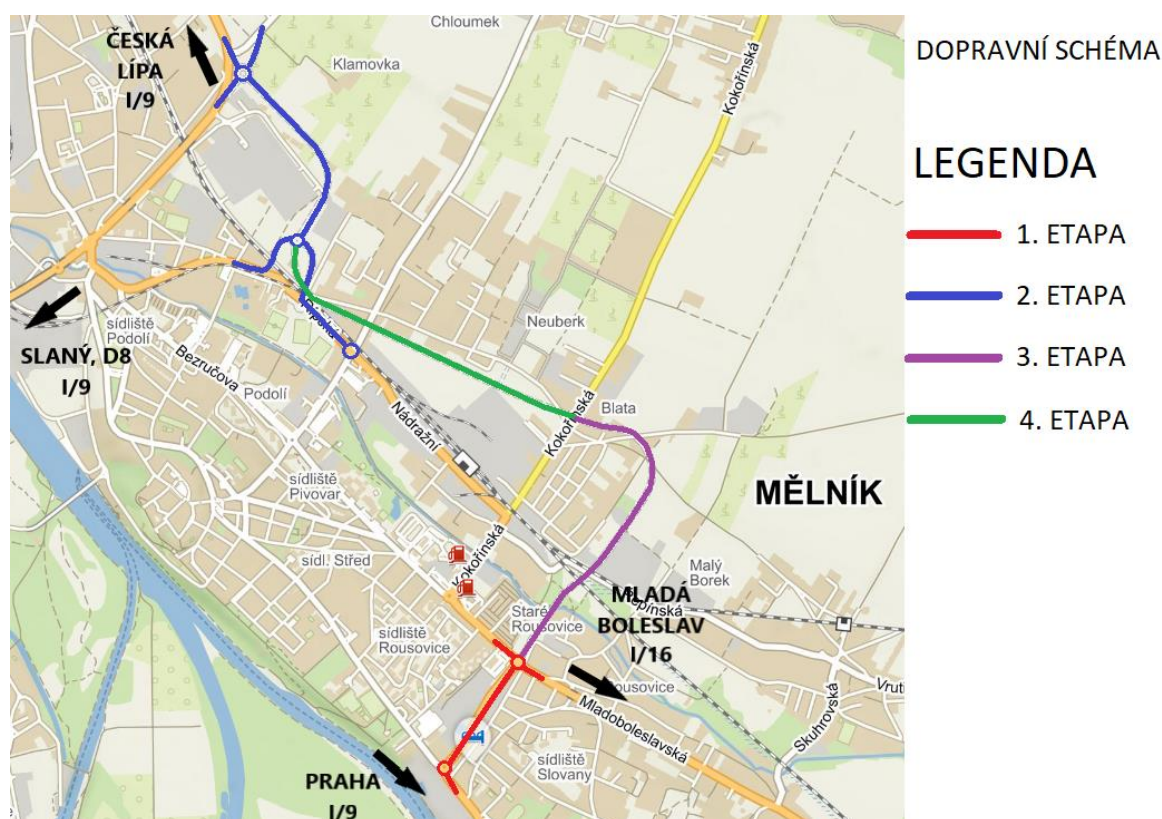 DOPRAVNÍ SCHÉMA
LEGENDA
1. ETAPA
2. ETAPA
3. ETAPA
4. ETAPA
Chloumek
ČESKÁ
LÍPA
I/9
Klamovka
Kokořínská
sídliště
Podolí
SLANÝ, D8
I/9
Bezručova
Podolí
Nádražní
Neuberk
Blata
Kokořínská
MĚLNÍK
sídliště
Pivovar
sídl. Střed
Kokořínská
Malý
Borek
MLADÁ
BOLESLAV
I/16
Staré
Rousovice
sídliště
Rousovice
Rousovice
Mladoboleslavská
Skuhrovská
sídliště
Slovany
PRAHA
I/9